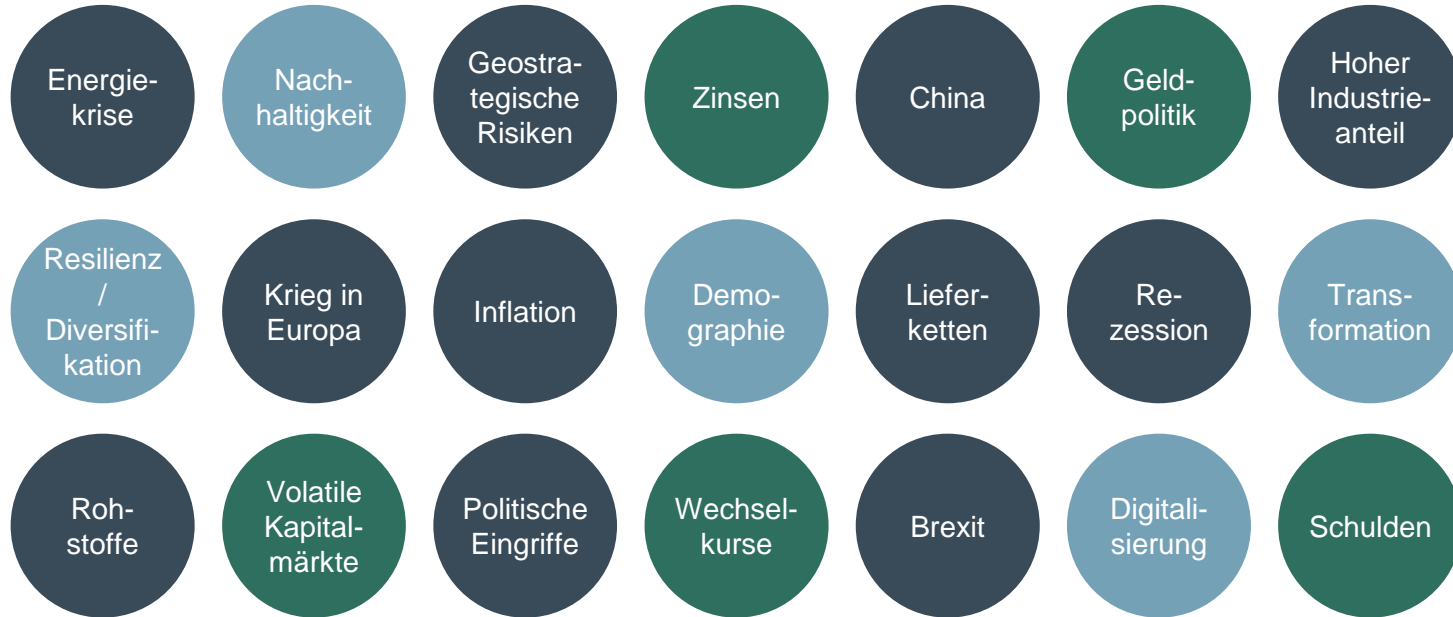 Energie-
krise
Nach-
haltigkeit
Geostra-
tegische
Risiken
Zinsen
China
Geld-
politik
Hoher
Industrie-
anteil
Resilienz
/
Diversifi-
kation
Krieg in
Europa
Inflation
Demo-
graphie
Liefer-
ketten
Re-
zession
Trans-
formation
Roh-
stoffe
Volatile
Kapital-
märkte
Politische
Eingriffe
Wechsel-
kurse
Brexit
Digitali-
sierung
Schulden